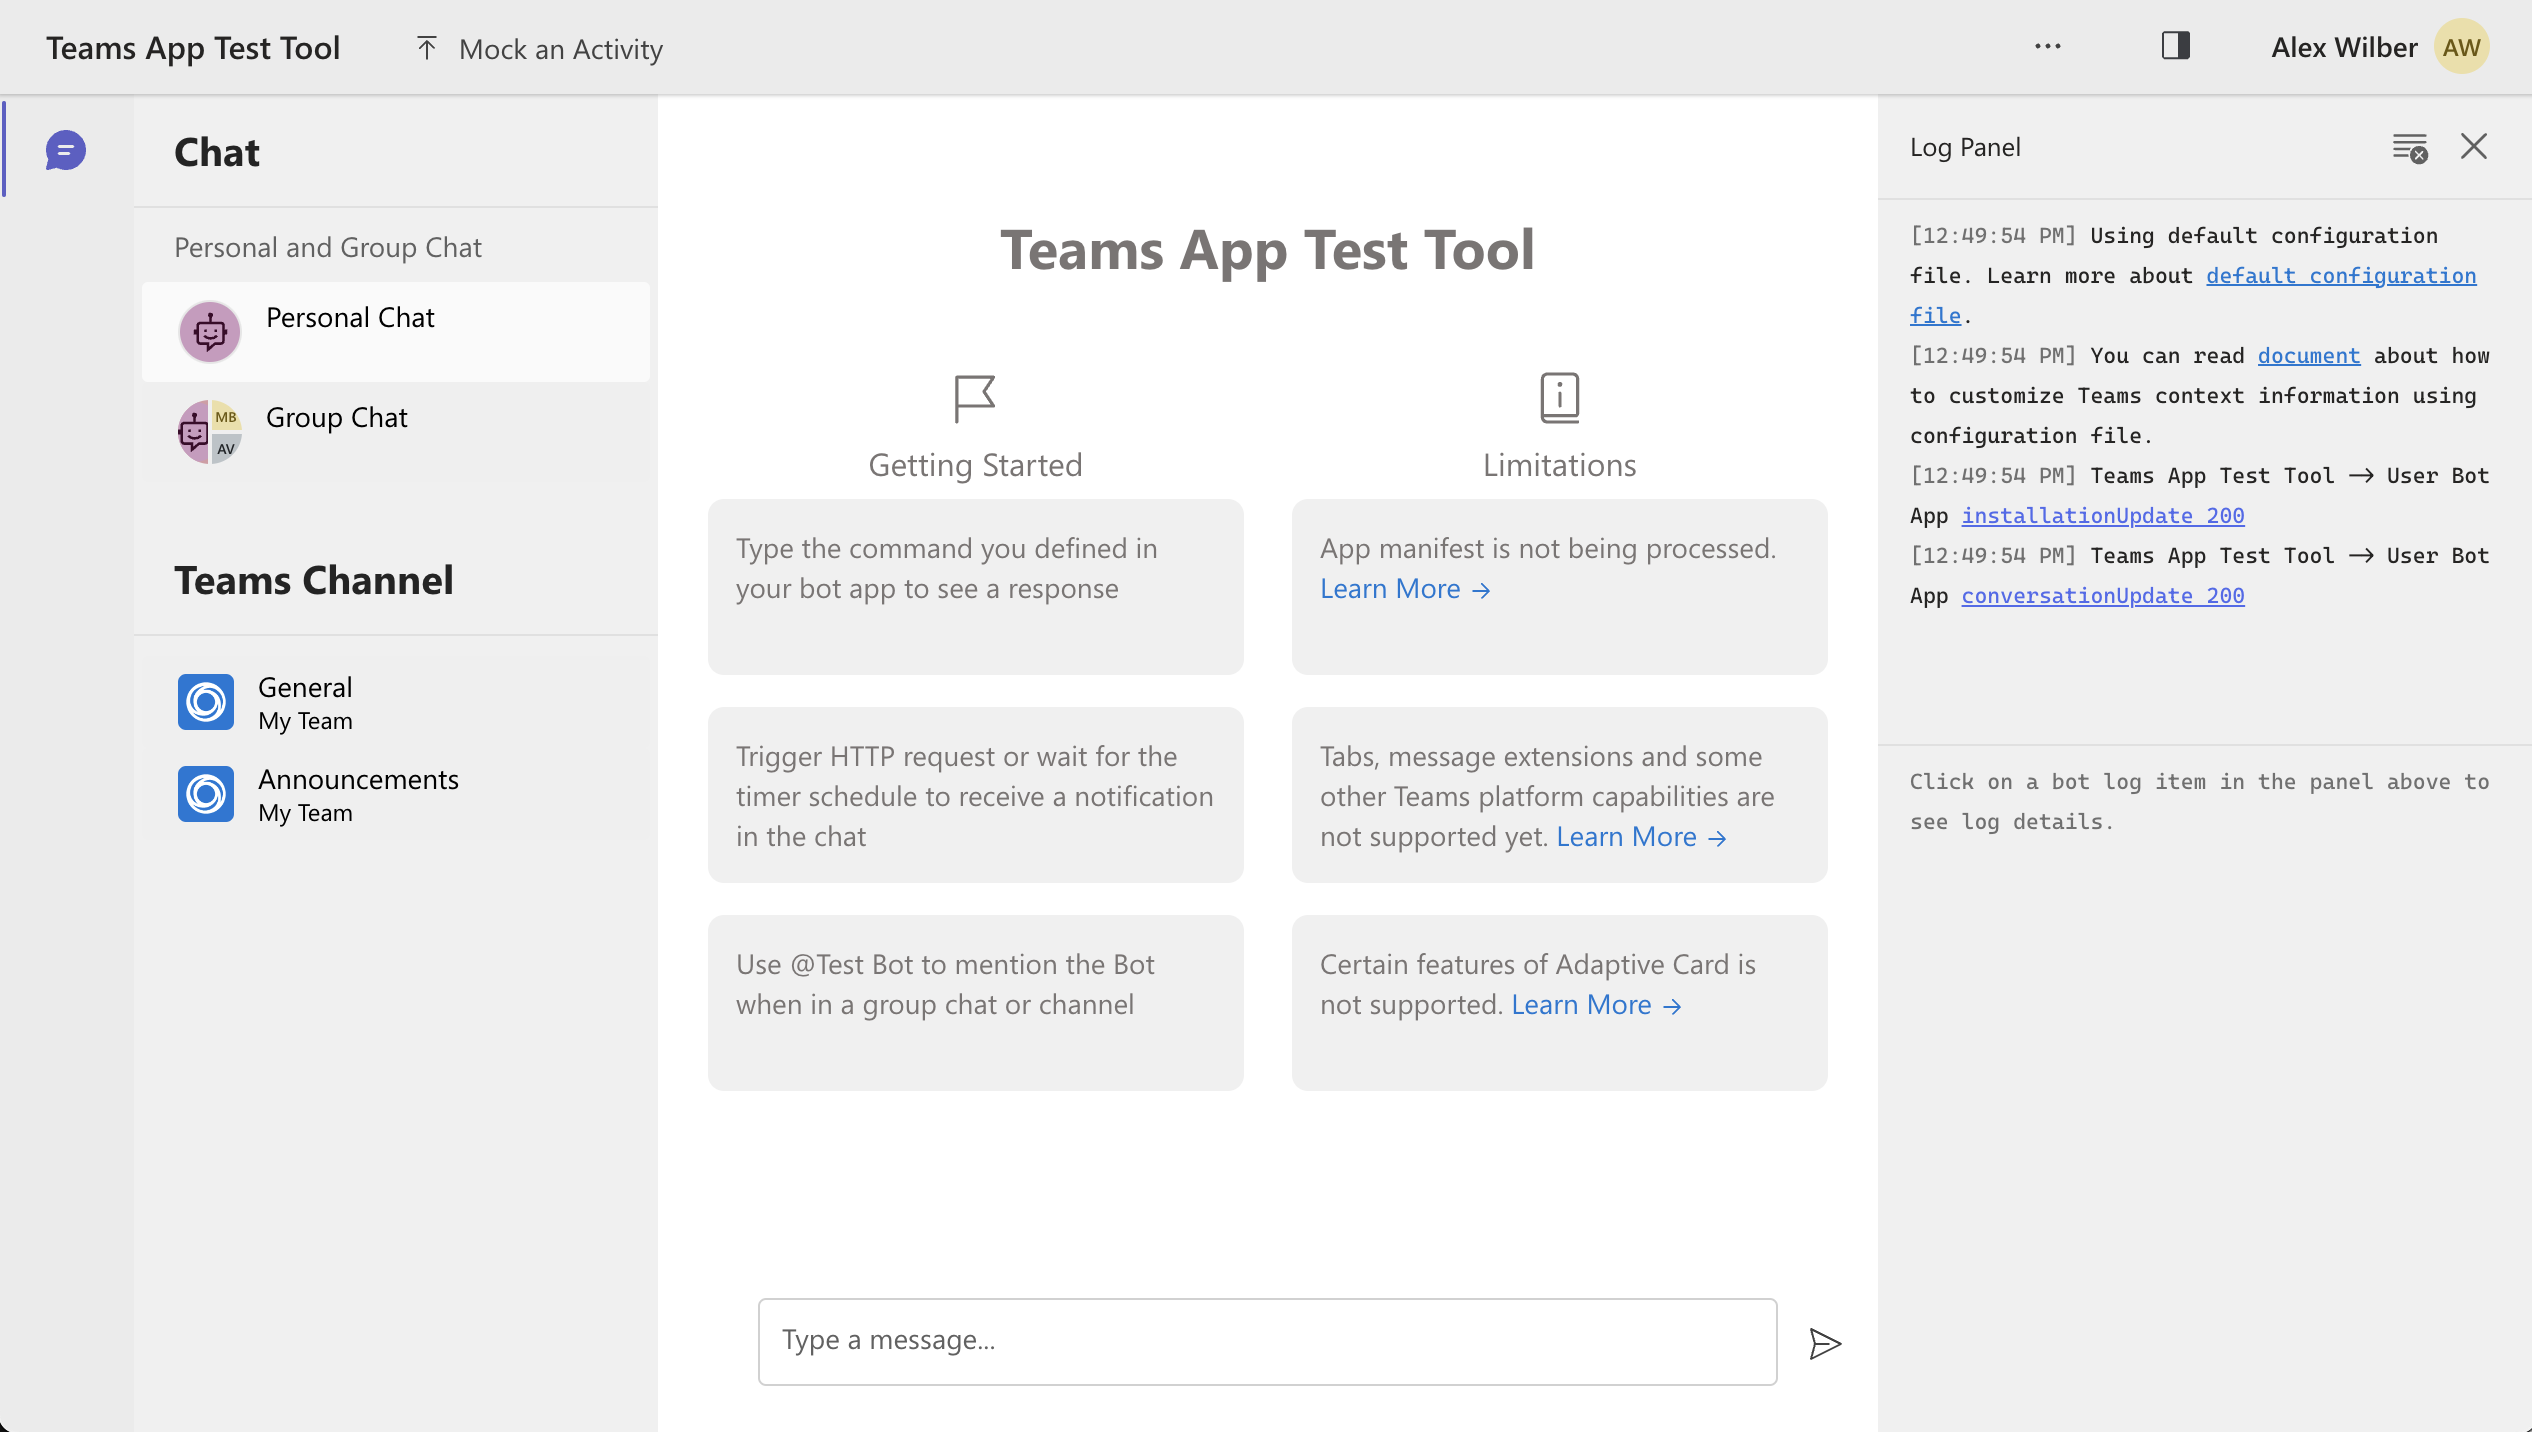 Teams App Test Tool
Mock an Activity
Alex Wilber
AW
Chat
Personal and Group Chat
Personal Chat
MB
AV
Group Chat
Teams Channel
General
My Team
Announcements
My Team
Teams App Test Tool
Getting Started
Type the command you defined in
your bot app to see a response
Trigger HTTP request or wait for the
timer schedule to receive a notification
in the chat
Use @Test Bot to mention the Bot
when in a group chat or channel
Limitations
App manifest is not being processed.
Learn More →
Tabs, message extensions and some
other Teams platform capabilities are
not supported yet. Learn More →
Certain features of Adaptive Card is
not supported. Learn More →
Type a message...
Log Panel
[12:49:54 PM] Using default configuration
file. Learn more about default configuration
file.
[12:49:54 PM] You can read document about how
to customize Teams context information using
configuration file.
[12:49:54 PM] Teams App Test Tool → User Bot
App installationUpdate 200
[12:49:54 PM] Teams App Test Tool → User Bot
App conversationUpdate 200
Click on a bot log item in the panel above to
see log details.